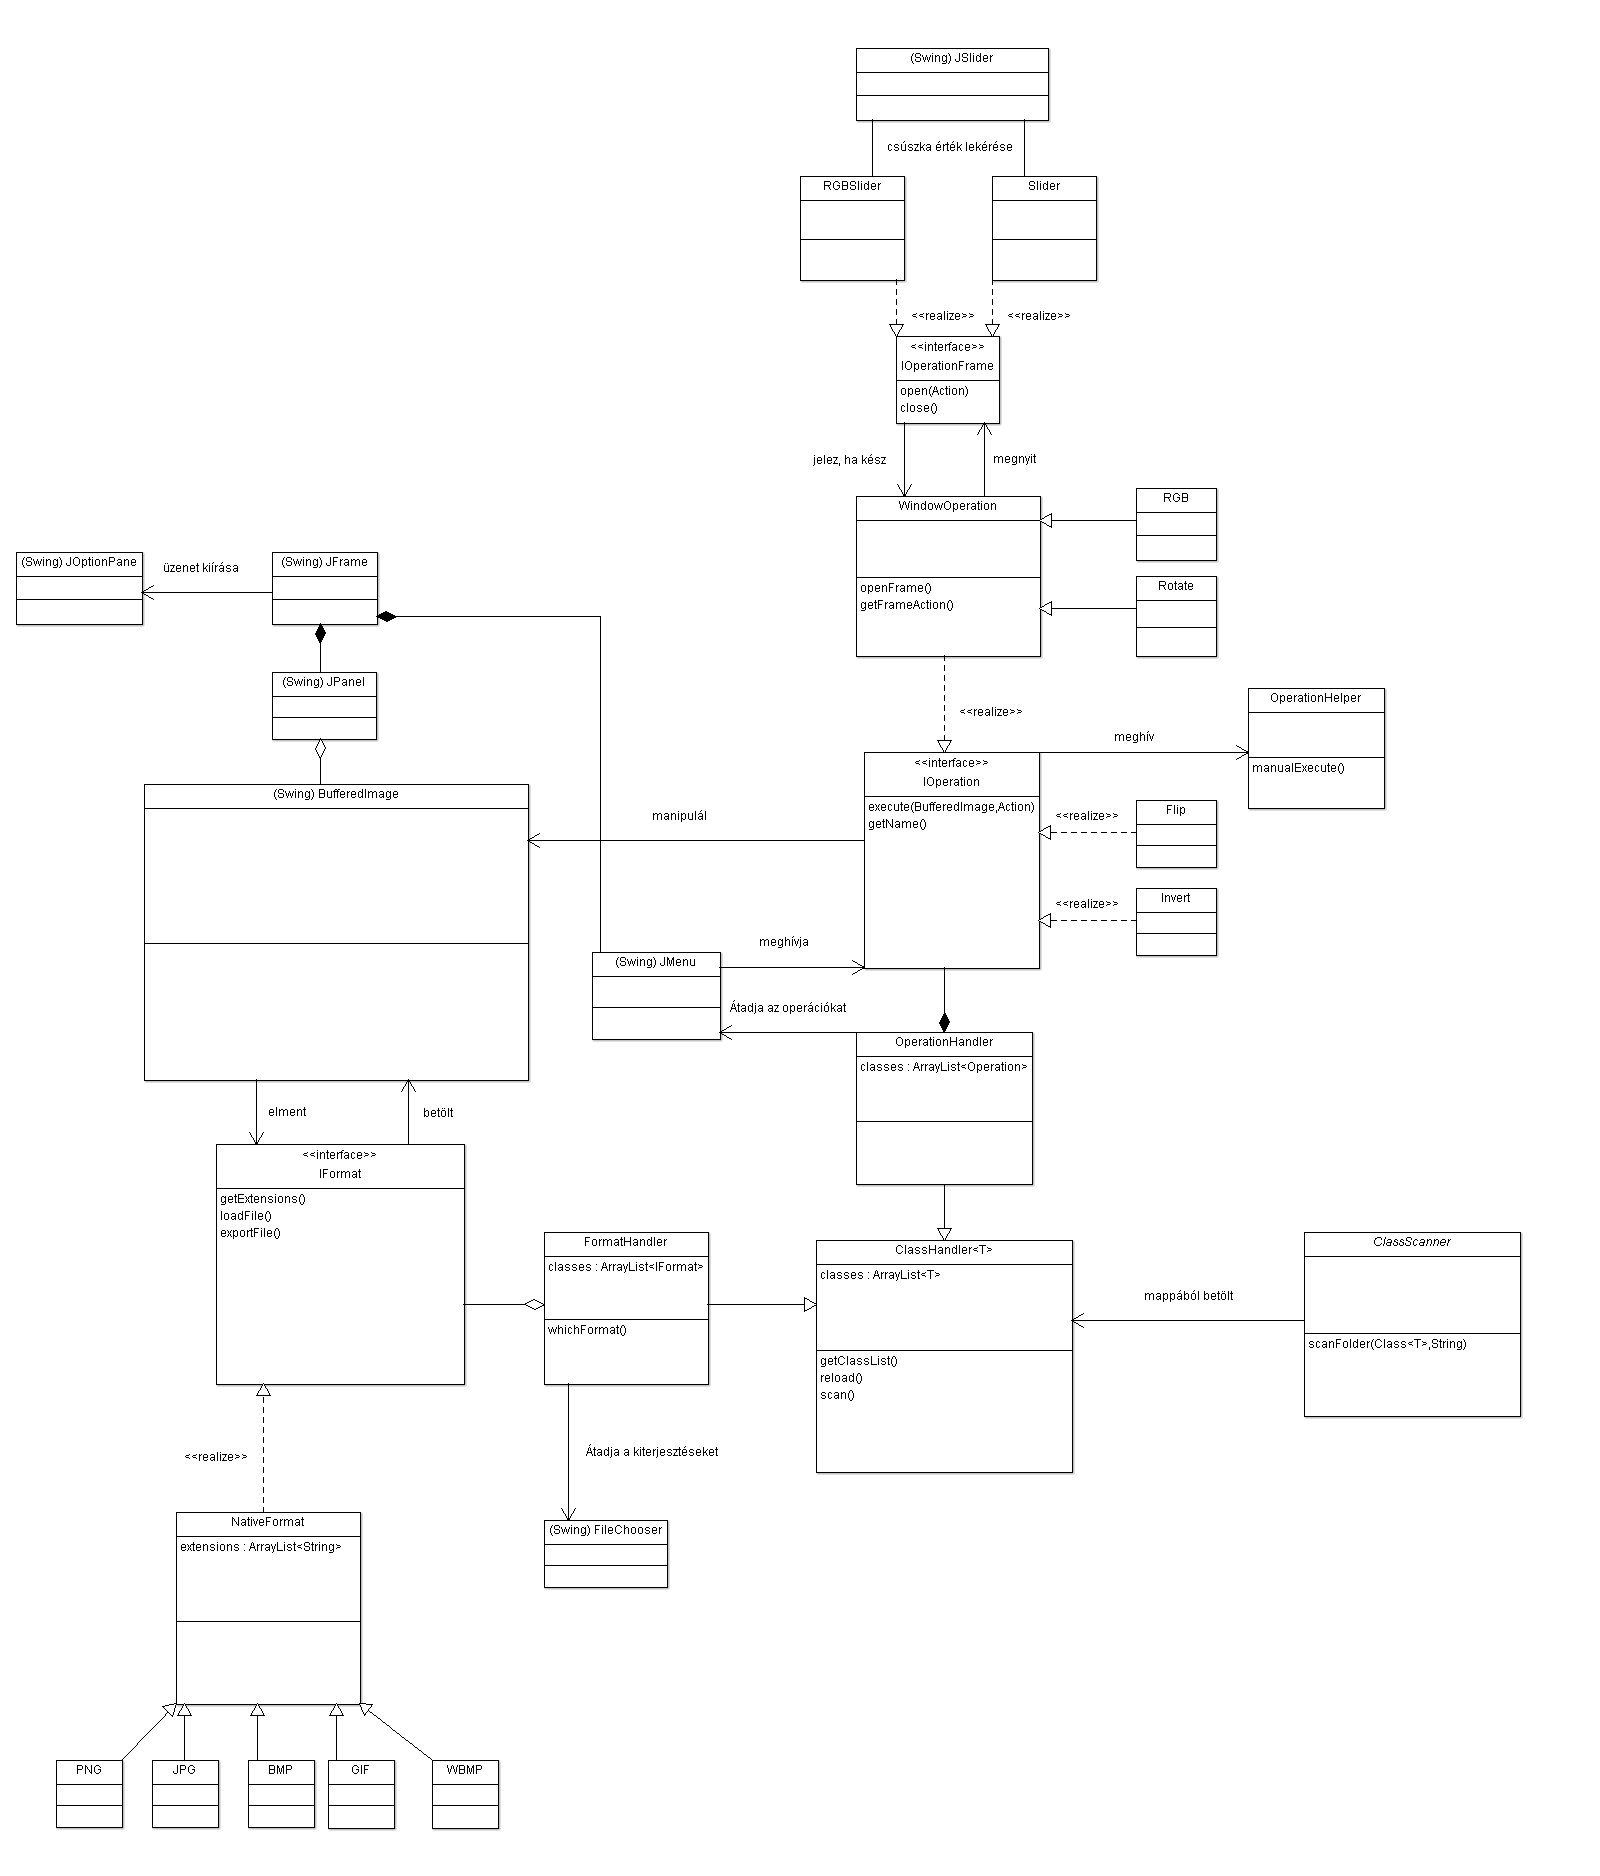 (Swing) JSlider
csúszka érték lekérése
RGBSlider
Slider
<<realize>>
<<realize>>
<<interface>>
IOperationFrame
open(Action)
close()
jelez, ha kész
megnyit
WindowOperation
openFrame()
getFrameAction()
RGB
Rotate
(Swing) JOptionPane
üzenet kiírása
(Swing) JFrame
(Swing) JPanel
<<realize>>
OperationHelper
manualExecute()
meghív
<<interface>>
IOperation
execute(BufferedImage,Action)
getName()
<<realize>>
Flip
<<realize>>
Invert
(Swing) BufferedImage
manipulál
meghívja
(Swing) JMenu
Átadja az operációkat
OperationHandler
classes : ArrayList<Operation>
elment
betölt
<<interface>>
IFormat
getExtensions()
loadFile()
exportFile()
FormatHandler
classes : ArrayList<IFormat>
whichFormat()
ClassHandler<T>
classes : ArrayList<T>
getClassList()
reload()
scan()
mappából betölt
ClassScanner
scanFolder(Class<T>,String)
<<realize>>
Átadja a kiterjesztéseket
(Swing) FileChooser
NativeFormat
extensions : ArrayList<String>
PNG
JPG
BMP
GIF
WBMP